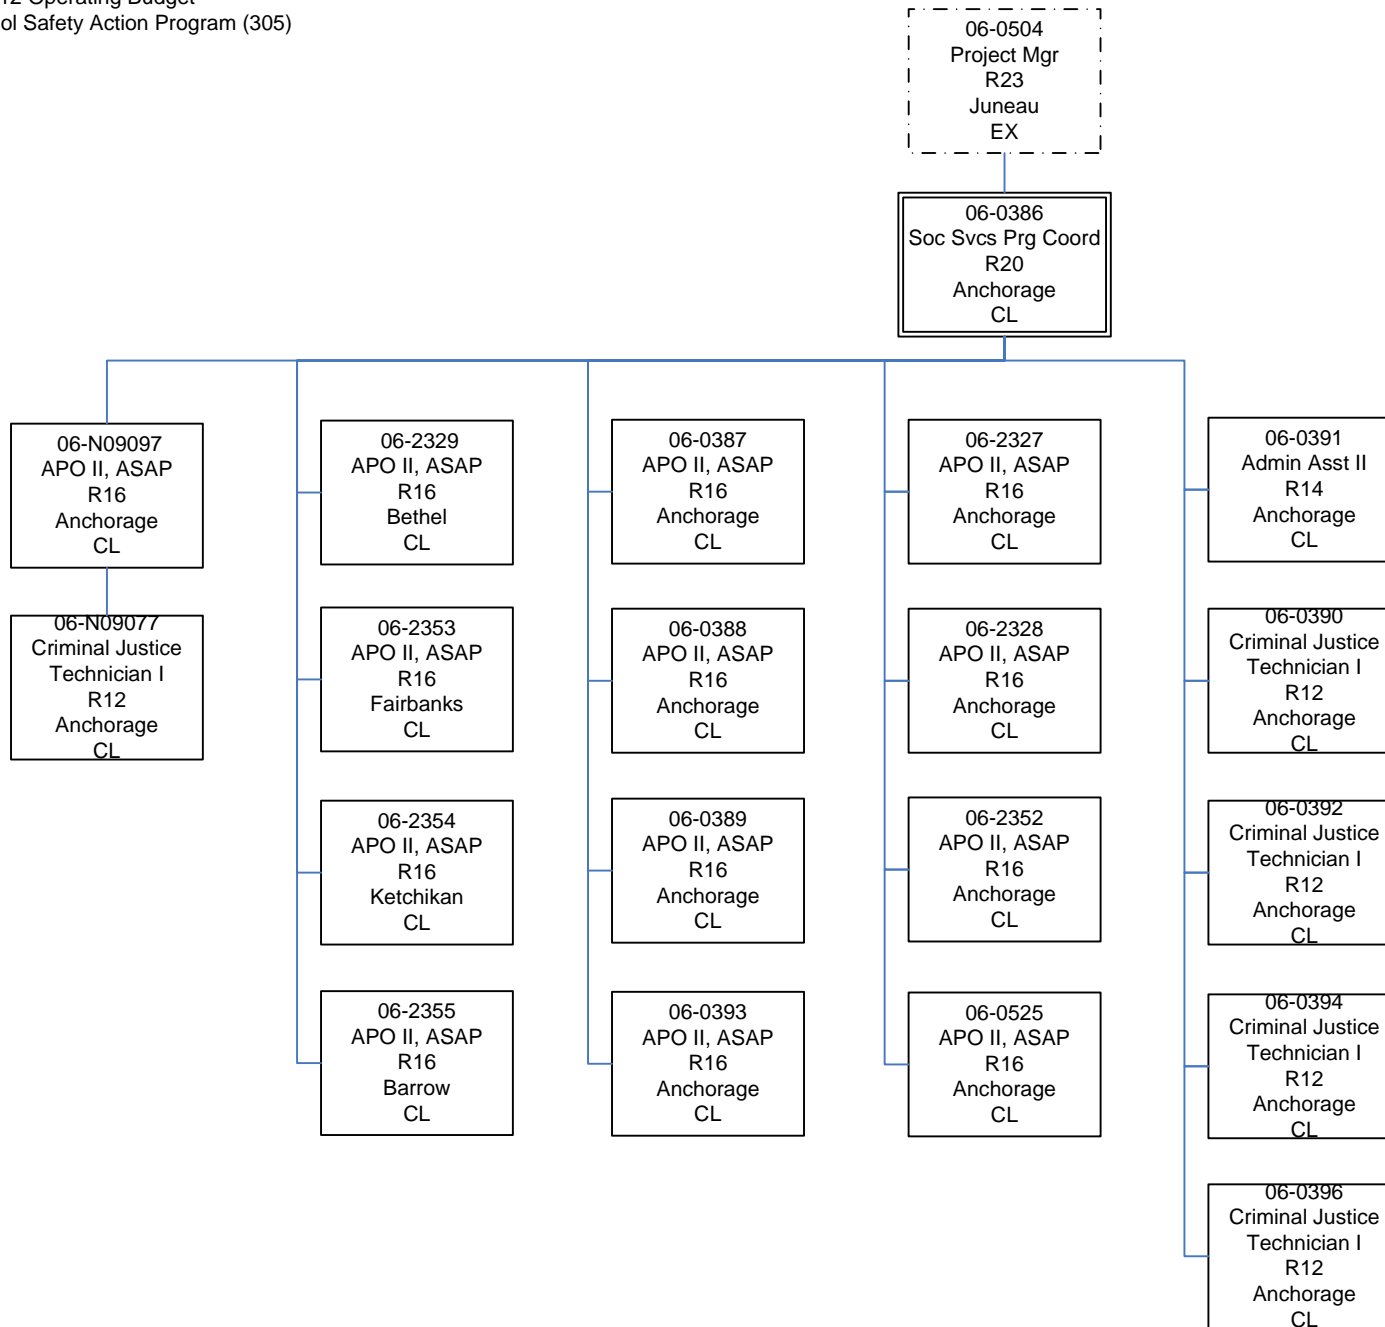 12 Operating Budget
ol Safety Action Program (305)
06-0504
Project Mgr
R23
Juneau
EX
06-0386
Soc Svcs Prg Coord
R20
Anchorage
CL
06-N09097
APO II, ASAP
R16
Anchorage
CL
06-N09077
Criminal Justice
Technician I
R12
Anchorage
CL
06-2329
APO II, ASAP
R16
Bethel
CL
06-2353
APO II, ASAP
R16
Fairbanks
CL
06-2354
APO II, ASAP
R16
Ketchikan
CL
06-2355
APO II, ASAP
R16
Barrow
CL
06-0387
APO II, ASAP
R16
Anchorage
CL
06-0388
APO II, ASAP
R16
Anchorage
CL
06-0389
APO II, ASAP
R16
Anchorage
CL
06-0393
APO II, ASAP
R16
Anchorage
CL
06-2327
APO II, ASAP
R16
Anchorage
CL
06-2328
APO II, ASAP
R16
Anchorage
CL
06-2352
APO II, ASAP
R16
Anchorage
CL
06-0525
APO II, ASAP
R16
Anchorage
CL
06-0391
Admin Asst II
R14
Anchorage
CL
06-0390
Criminal Justice
Technician I
R12
Anchorage
CL
06-0392
Criminal Justice
Technician I
R12
Anchorage
CL
06-0394
Criminal Justice
Technician I
R12
Anchorage
CL
06-0396
Criminal Justice
Technician I
R12
Anchorage
CL